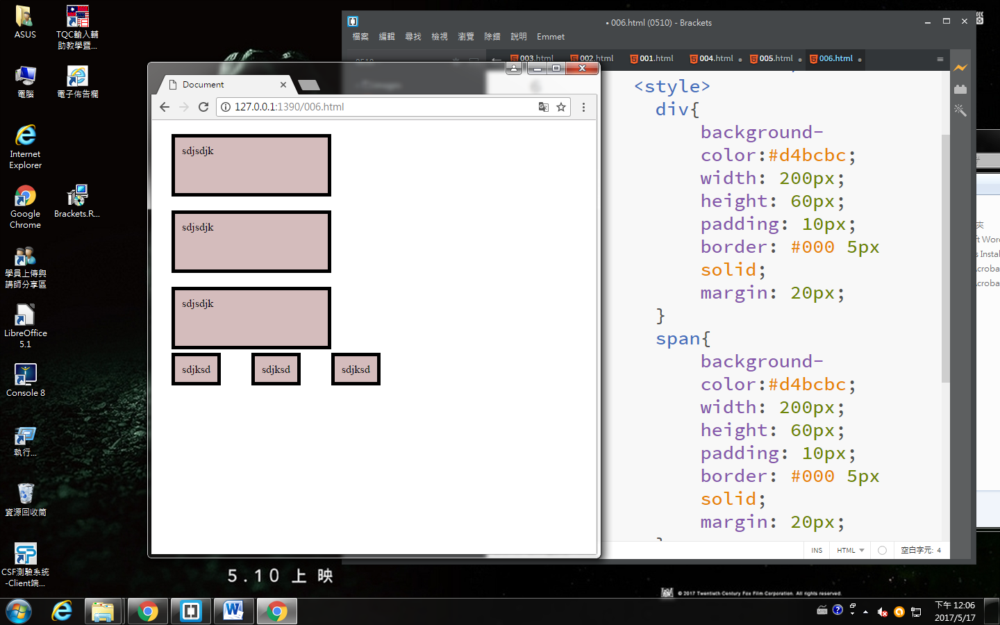 ASUS
TQC輸入輔
助教學暨...
電腦
電子佈告欄
Internet
Explorer
Google
Chrome
Brackets.R...
學員上傳與
講師分享區
LibreOffice
5.1
Console 8
執行...
資源回收筒
CSF測驗系統
-Client端...
• 006.html (0510) - Brackets
檔案 編輯 尋找 檢視 瀏覽 除錯 說明 Emmet
003.html 002.html 001.html 004.html 005.html 006.html
Document
127.0.0.1:1390/006.html
sdjsdjk
sdjsdjk
sdjsdjk
sdjksd sdjksd sdjksd
<style>
div{
background-
color:#d4bcbc;
width: 200px;
height: 60px;
padding: 10px;
border: #000 5px
solid;
margin: 20px;
}
span{
background-
color:#d4bcbc;
width: 200px;
height: 60px;
padding: 10px;
border: #000 5px
solid;
margin: 20px;
INS HTML 空白字元: 4
夾
ft Word
s Instal
Acroba
Acroba
5.10 上映
© 2017 Twentieth Century Fox Film Corporation. All rights reserved.
下午 12:06
2017/5/17